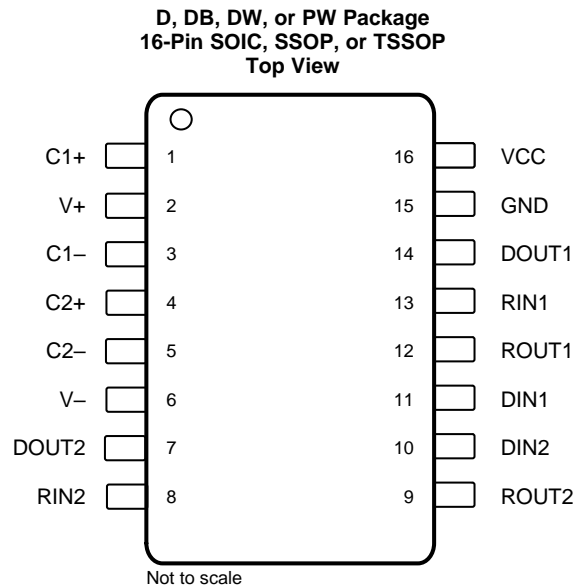 D, DB, DW, or PW Package
16-Pin SOIC, SSOP, or TSSOP
Top View
C1+ 1 16 VCC
V+ 2 15 GND
C1– 3 14 DOUT1
C2+ 4 13 RIN1
C2– 5 12 ROUT1
V– 6 11 DIN1
DOUT2 7 10 DIN2
RIN2 8 9 ROUT2
Not to scale